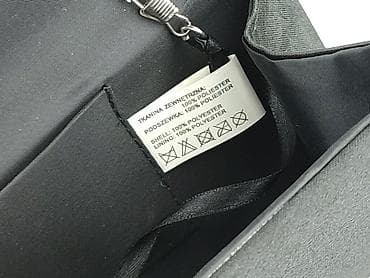 TKANINA ZEWNĘTRZNA:
100% POLIESTER
PODSZEWKA: 100% POLIESTER
SHELL: 100% POLYESTER
LINING: 100% POLYESTER